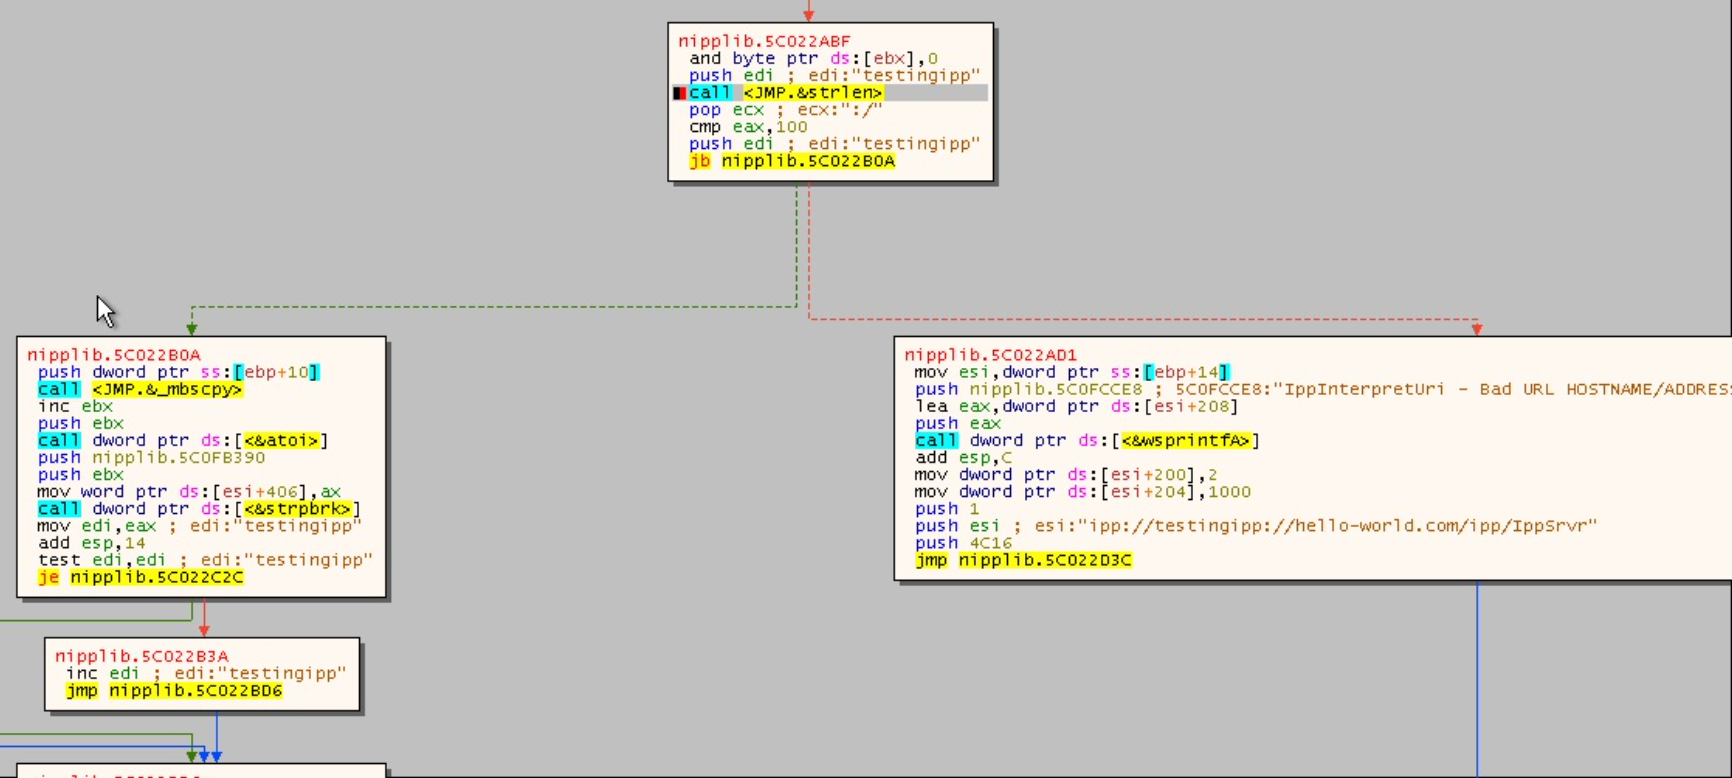 nipplib.5C022ABF
and byte ptr ds:[ebx],0
push edi ; edi:"testingipp"
call <JMP.&strlen>
pop ecx ; ecx:":/"
cmp eax,100
push edi ; edi:"testingipp"
jb nipplib.5C022B0A
nipplib.5C022B0A
push dword ptr ss:[ebp+10]
call <JMP.&_mbscpy>
inc ebx
push ebx
call dword ptr ds:[<&atoi>]
push nipplib.5C0FB390
push ebx
mov word ptr ds:[esi+406],ax
call dword ptr ds:[<&strpbrk>]
mov edi,eax ; edi:"testingipp"
add esp,14
test edi,edi ; edi:"testingipp"
je nipplib.5C022C2C
nipplib.5C022AD1
mov esi,dword ptr ss:[ebp+14]
push nipplib.5C0FCCE8 ; 5C0FCCE8:"IppInterpretUri - Bad URL HOSTNAME/ADDRES
lea eax,dword ptr ds:[esi+208]
push eax
call dword ptr ds:[<&wsprintfA>]
add esp,C
mov dword ptr ds:[esi+200],2
mov dword ptr ds:[esi+204],1000
push 1
push esi ; esi:"ipp://testingipp://hello-world.com/ipp/IppSrvr"
push 4C16
jmp nipplib.5C022D3C
nipplib.5C022B3A
inc edi ; edi:"testingipp"
jmp nipplib.5C022BD6